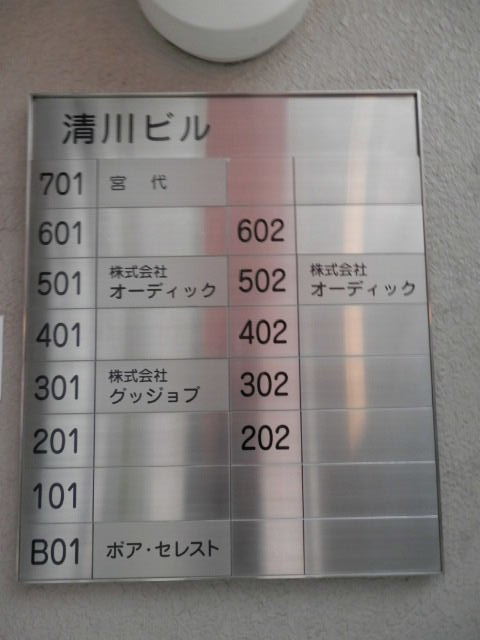 清川ビル
701 宮 代
601 602
501 株式会社 オーディック 502 株式会社 オーディック
401 402
301 株式会社 グッジョブ 302
201 202
101
B01 ボア・セレスト